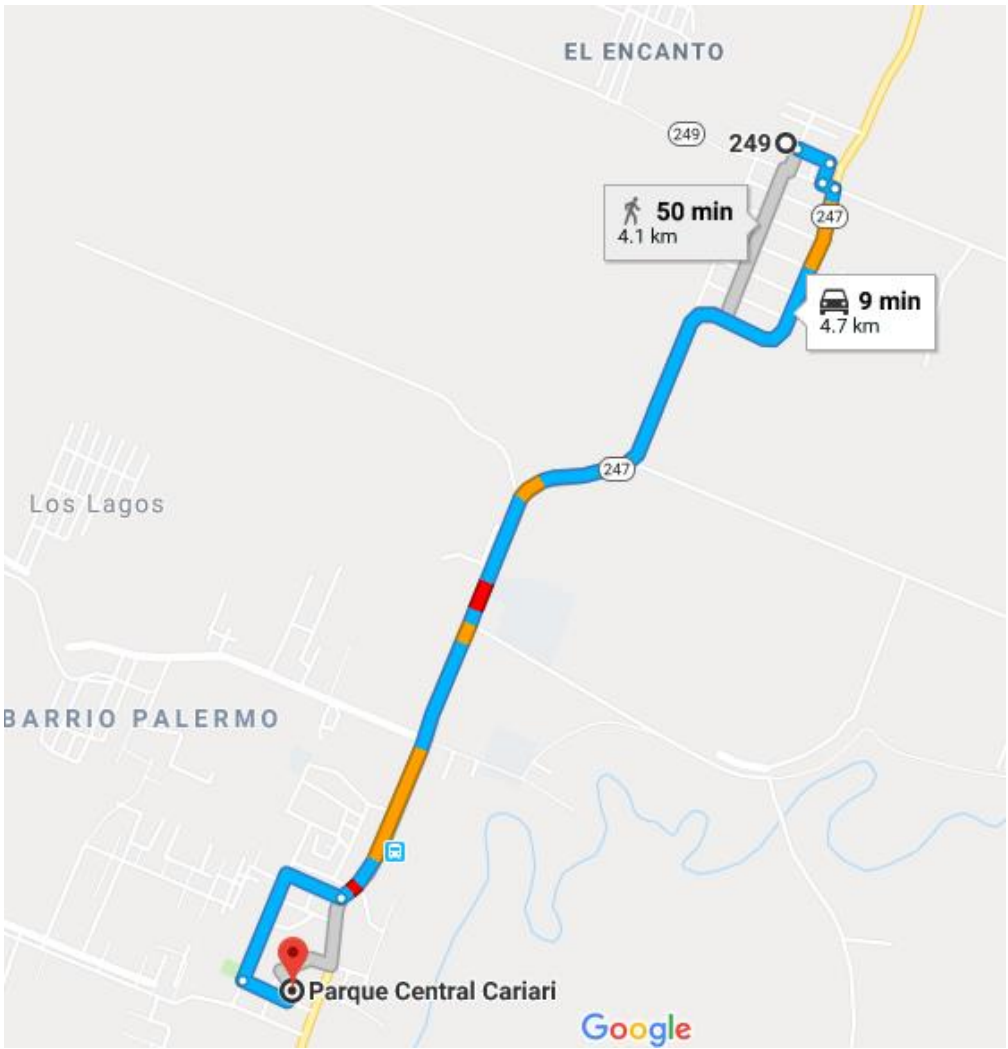 EL ENCANTO
249
249
50 min
4.1 km
247
9 min
4.7 km
247
Los Lagos
BARRIO PALERMO
Parque Central Cariari
Google